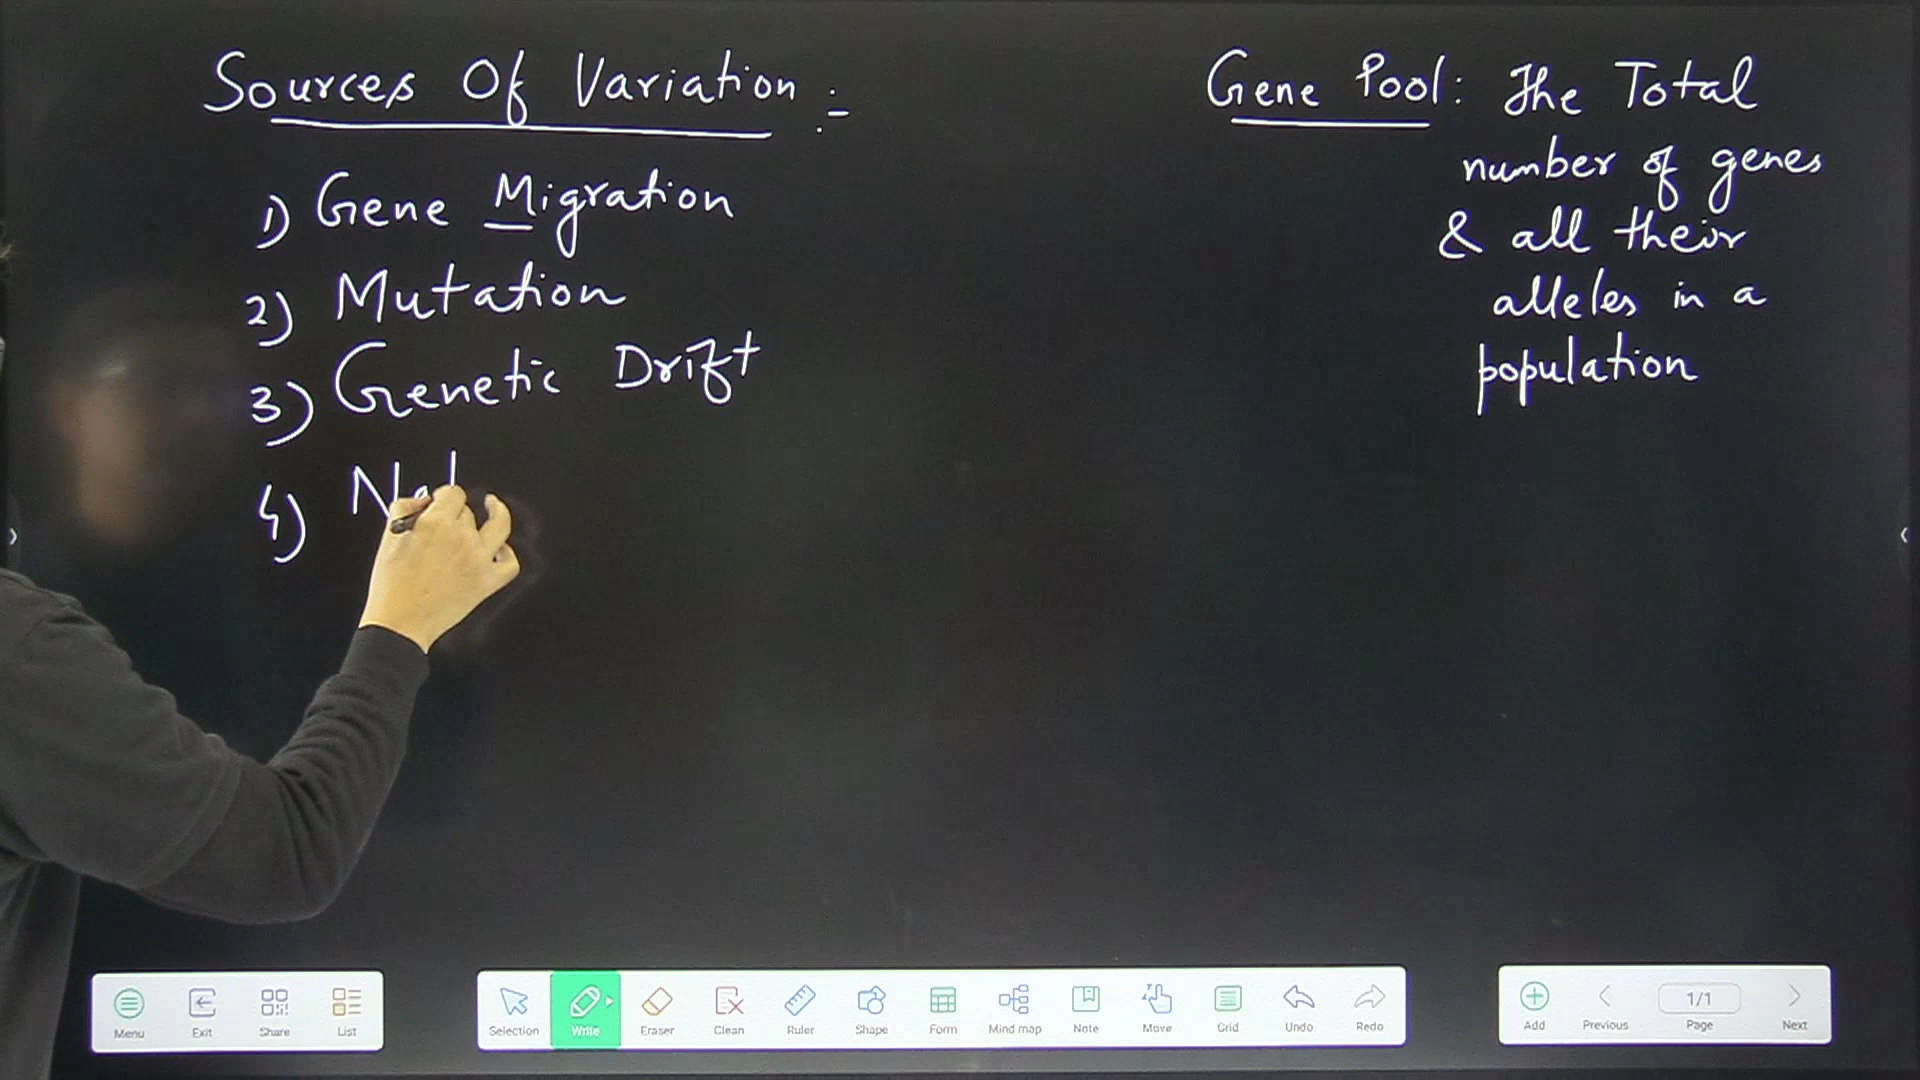 Sources Of Variation :-
1) Gene Migration
2) Mutation
3) Genetic Drift
4)
Gene Pool: The Total
number of genes
& all their
alleles in a
population
Menu Exit Share List
Selection Write Eraser Clean Ruler Shape Form Mind map Note Move Grid Undo Redo
Add Previous 1/1 Page Next